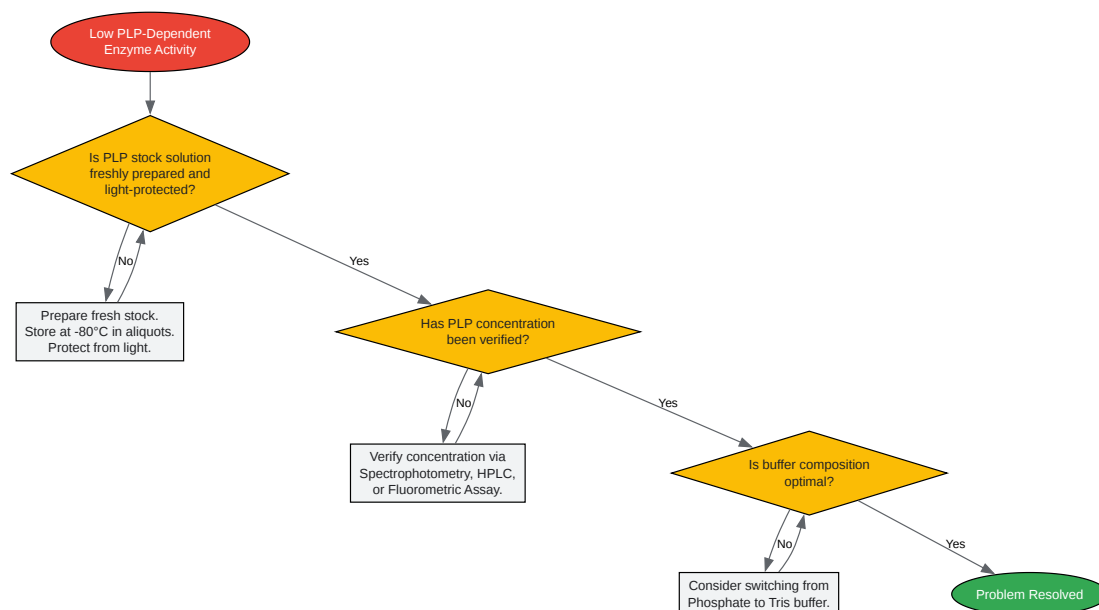 Low PLP-Dependent
Enzyme Activity
Is PLP stock solution
freshly prepared and
light-protected?
No
Yes
Prepare fresh stock.
Store at -80°C in aliquots.
Protect from light.
Has PLP concentration
been verified?
No
Yes
Verify concentration via
Spectrophotometry, HPLC,
or Fluorometric Assay.
Is buffer composition
optimal?
No
Yes
Consider switching from
Phosphate to Tris buffer.
Problem Resolved